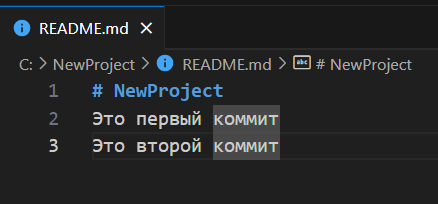 README.md
C: > NewProject > README.md > # NewProject
1 # NewProject
2 Это первый коммит
3 Это второй коммит